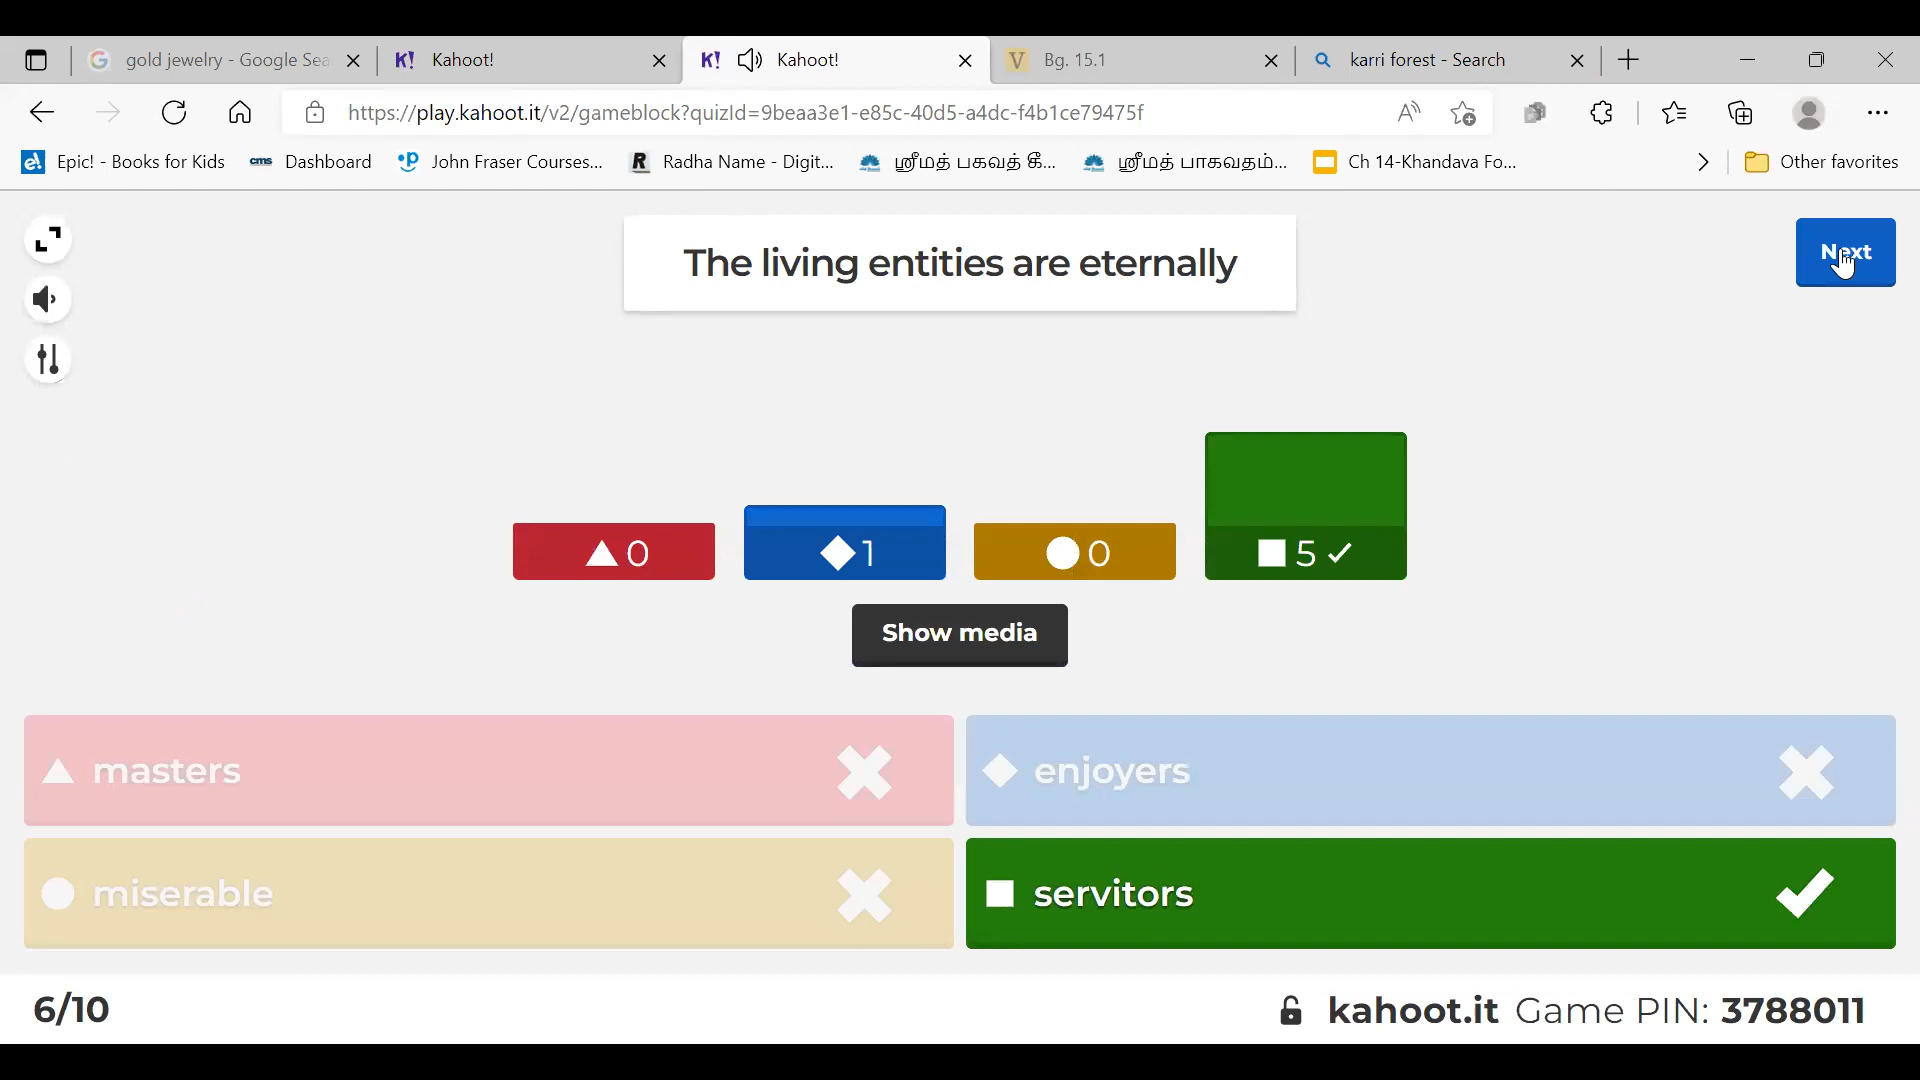 gold jewelry - Google Sea
K! Kahoot!
K! Kahoot!
V Bg. 15.1
karri forest - Search
https://play.kahoot.it/v2/gameblock?quizId=9beaa3e1-e85c-40d5-a4dc-f4b1ce79475f
Epic! - Books for Kids
cms Dashboard
John Fraser Courses...
Radha Name - Digit...
ஸ்ரீமத் பகவத் கீ...
ஸ்ரீமத் பாகவதம்...
Ch 14-Khandava Fo...
Other favorites
The living entities are eternally
Next
0
1
0
5
Show media
masters
enjoyers
miserable
servitors
6/10
kahoot.it Game PIN: 3788011